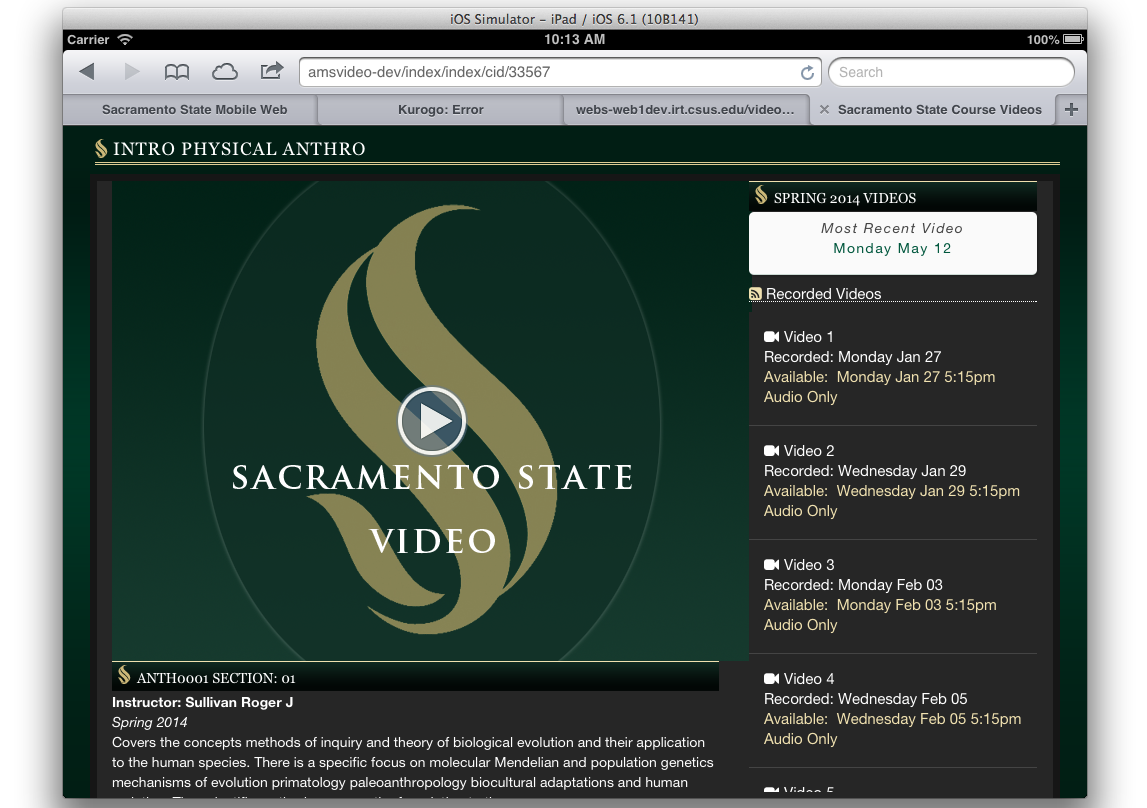 iOS Simulator – iPad / iOS 6.1 (10B141)
Carrier 10:13 AM 100%
amsvideo-dev/index/index/cid/33567 Search
Sacramento State Mobile Web Kurogo: Error webs-web1dev.irt.csus.edu/video... Sacramento State Course Videos
INTRO PHYSICAL ANTHRO
SACRAMENTO STATE
VIDEO
ANTH0001 SECTION: 01
Instructor: Sullivan Roger J
Spring 2014
Covers the concepts methods of inquiry and theory of biological evolution and their application
to the human species. There is a specific focus on molecular Mendelian and population genetics
mechanisms of evolution primatology paleoanthropology biocultural adaptations and human
SPRING 2014 VIDEOS
Most Recent Video
Monday May 12
Recorded Videos
Video 1
Recorded: Monday Jan 27
Available: Monday Jan 27 5:15pm
Audio Only
Video 2
Recorded: Wednesday Jan 29
Available: Wednesday Jan 29 5:15pm
Audio Only
Video 3
Recorded: Monday Feb 03
Available: Monday Feb 03 5:15pm
Audio Only
Video 4
Recorded: Wednesday Feb 05
Available: Wednesday Feb 05 5:15pm
Audio Only
Video 5